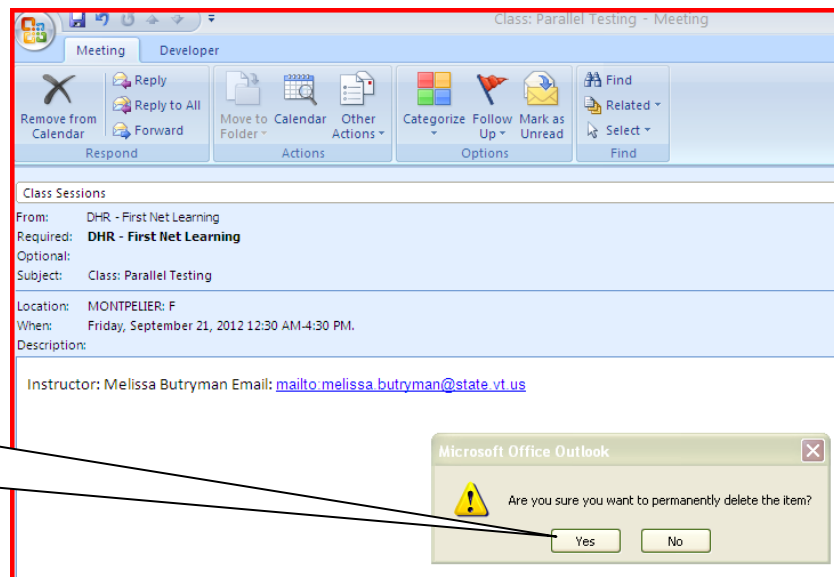 Class: Parallel Testing - Meeting
Meeting Developer
Remove from Calendar
Reply
Reply to All
Forward
Respond
Move to Folder
Calendar
Other Actions
Actions
Categorize
Follow Up
Mark as Unread
Options
Find
Related
Select
Find
Class Sessions
From: DHR - First Net Learning
Required: DHR - First Net Learning
Optional:
Subject: Class: Parallel Testing
Location: MONTPELIER: F
When: Friday, September 21, 2012 12:30 AM-4:30 PM.
Description:
Instructor: Melissa Butryman Email: mailto:melissa.butryman@state.vt.us
Microsoft Office Outlook
Are you sure you want to permanently delete the item?
Yes No